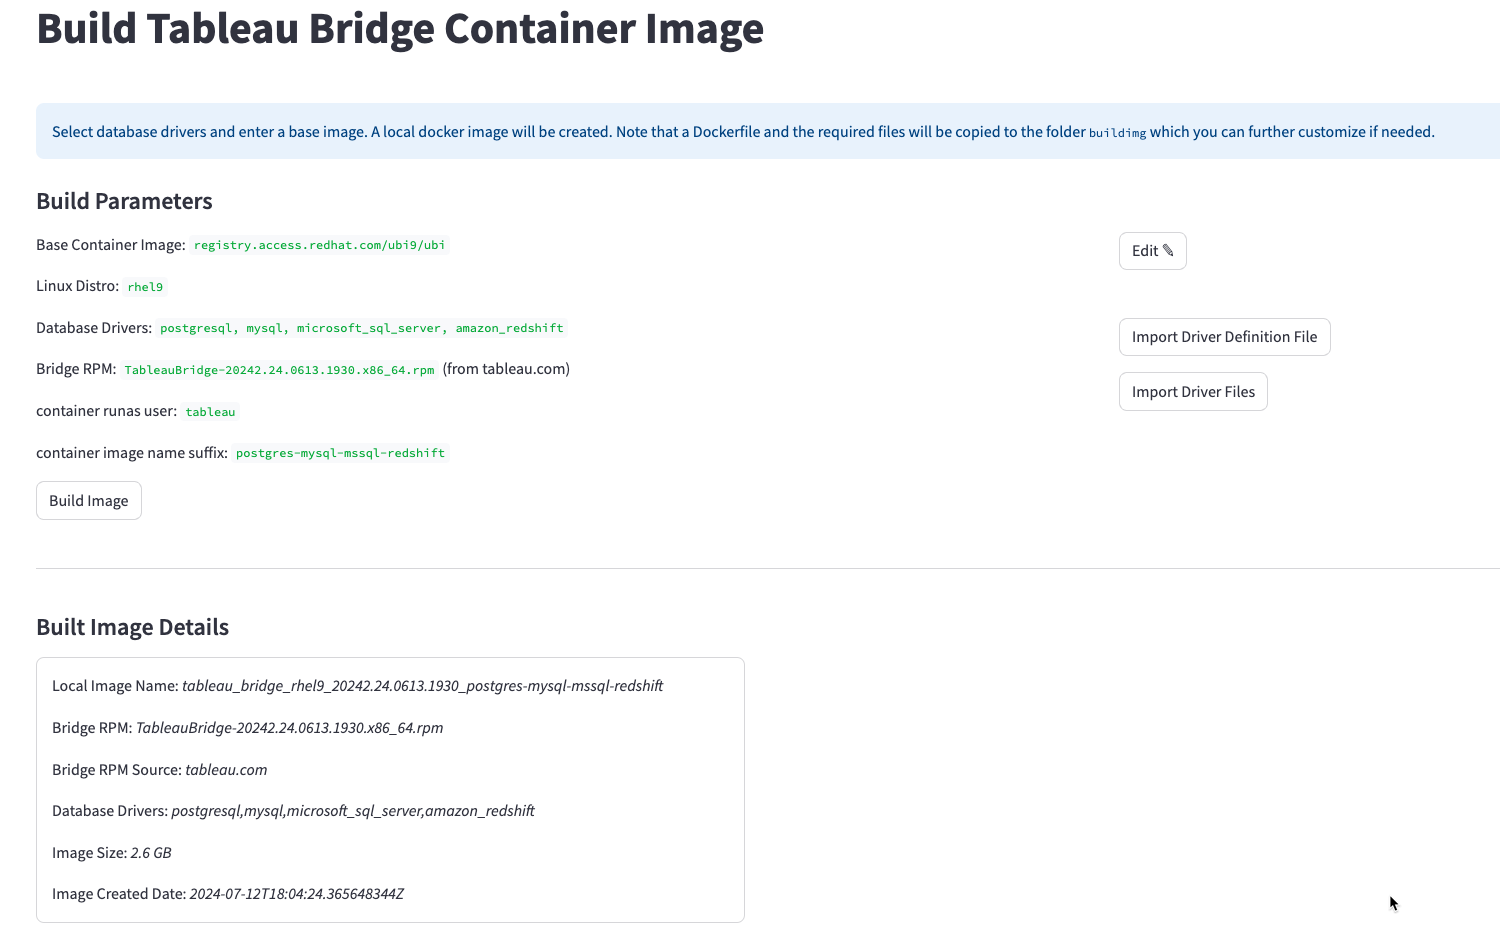 Build Tableau Bridge Container Image
Select database drivers and enter a base image. A local docker image will be created. Note that a Dockerfile and the required files will be copied to the folder buildimg which you can further customize if needed.
Build Parameters
Base Container Image: registry.access.redhat.com/ubi9/ubi
Edit ✎
Linux Distro: rhel9
Database Drivers: postgresql, mysql, microsoft_sql_server, amazon_redshift
Import Driver Definition File
Bridge RPM: TableauBridge-20242.24.0613.1930.x86_64.rpm (from tableau.com)
Import Driver Files
container runas user: tableau
container image name suffix: postgres-mysql-mssql-redshift
Build Image
Built Image Details
Local Image Name: tableau_bridge_rhel9_20242.24.0613.1930_postgres-mysql-mssql-redshift
Bridge RPM: TableauBridge-20242.24.0613.1930.x86_64.rpm
Bridge RPM Source: tableau.com
Database Drivers: postgresql,mysql,microsoft_sql_server,amazon_redshift
Image Size: 2.6 GB
Image Created Date: 2024-07-12T18:04:24.365648344Z